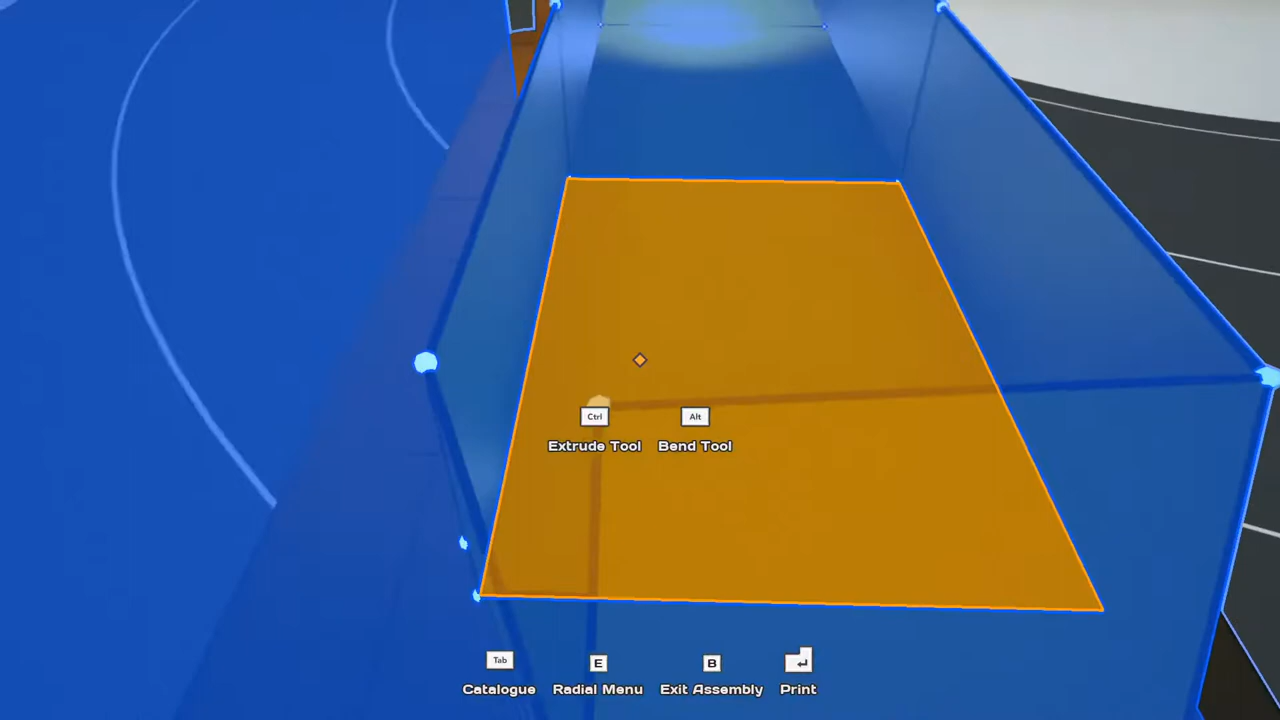 Ctrl Alt
Extrude Tool Bend Tool
Tab E B
Catalogue Radial Menu Exit Assembly Print